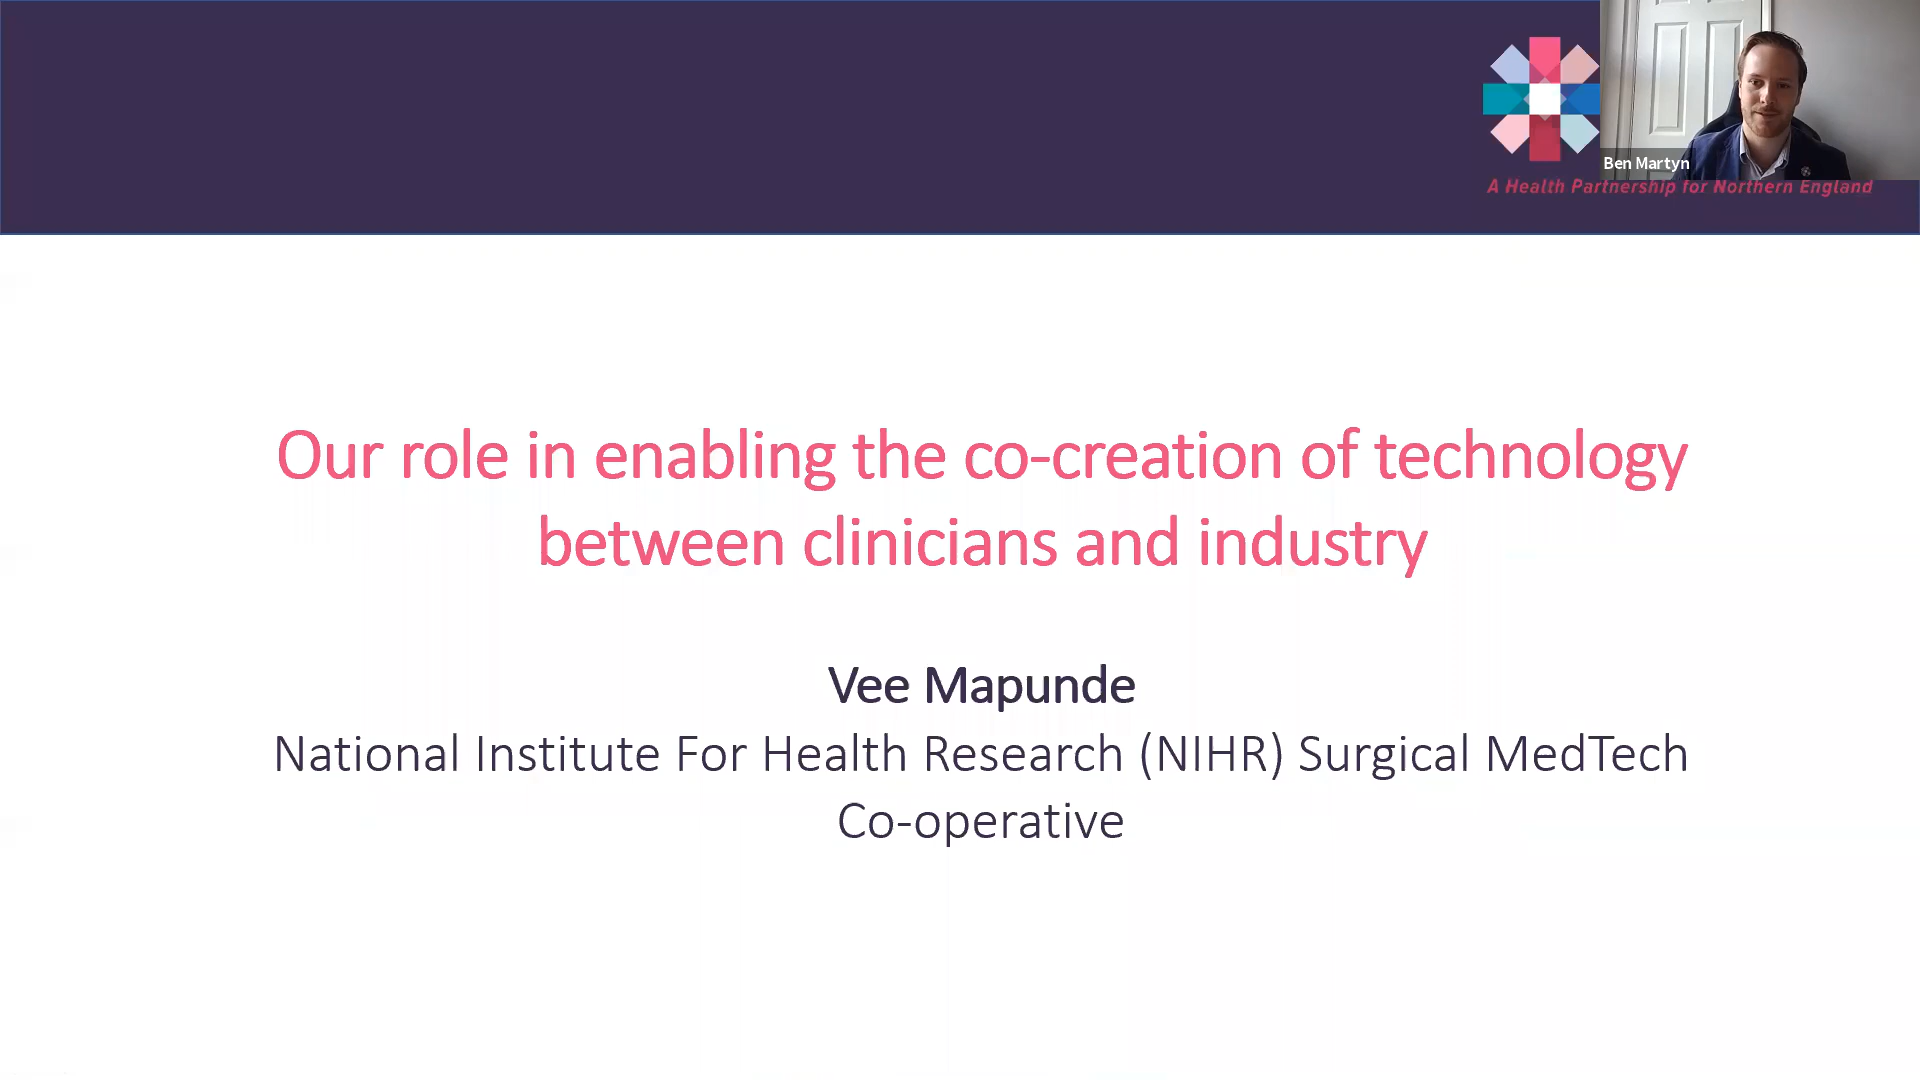 Ben Martyn
A Health Partnership for Northern England
Our role in enabling the co-creation of technology
between clinicians and industry
Vee Mapunde
National Institute For Health Research (NIHR) Surgical MedTech
Co-operative